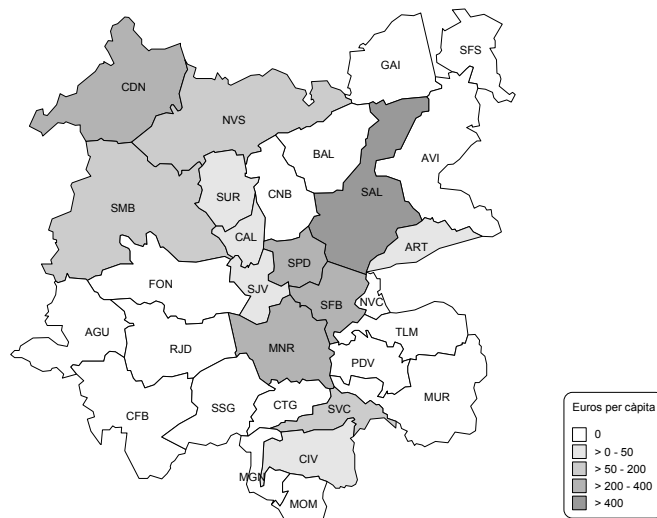 SFS
GAI
CDN
NVS
BAL
AVI
SUR
CNB
SAL
SMB
CAL
ART
SPD
FON
SJV
SFB
NVC
AGU
TLM
RJD
MNR
PDV
MUR
CFB
SSG
CTG
SVC
CIV
MGN
MOM
Euros per càpita
0
> 0 - 50
> 50 - 200
> 200 - 400
> 400